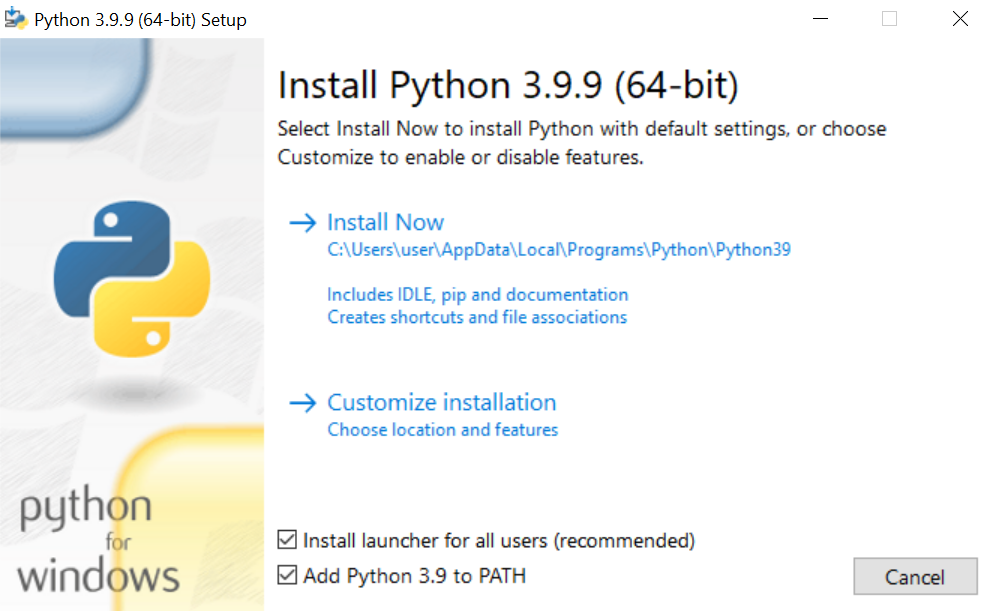 Python 3.9.9 (64-bit) Setup
Install Python 3.9.9 (64-bit)
Select Install Now to install Python with default settings, or choose
Customize to enable or disable features.
Install Now
C:\Users\user\AppData\Local\Programs\Python\Python39
Includes IDLE, pip and documentation
Creates shortcuts and file associations
Customize installation
Choose location and features
python
for
windows
Install launcher for all users (recommended)
Add Python 3.9 to PATH
Cancel